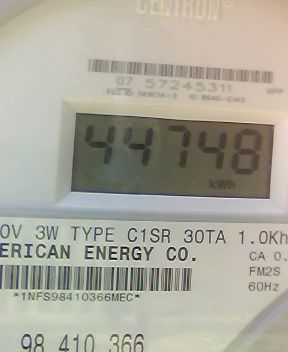 CENTRON®
07 57245311
44748
kWh
0V 3W TYPE C1SR 30TA 1.0Kh
ERICAN ENERGY CO.
CA 0.
FM2S
60Hz
*1NFS98410366MEC*
98 410 366